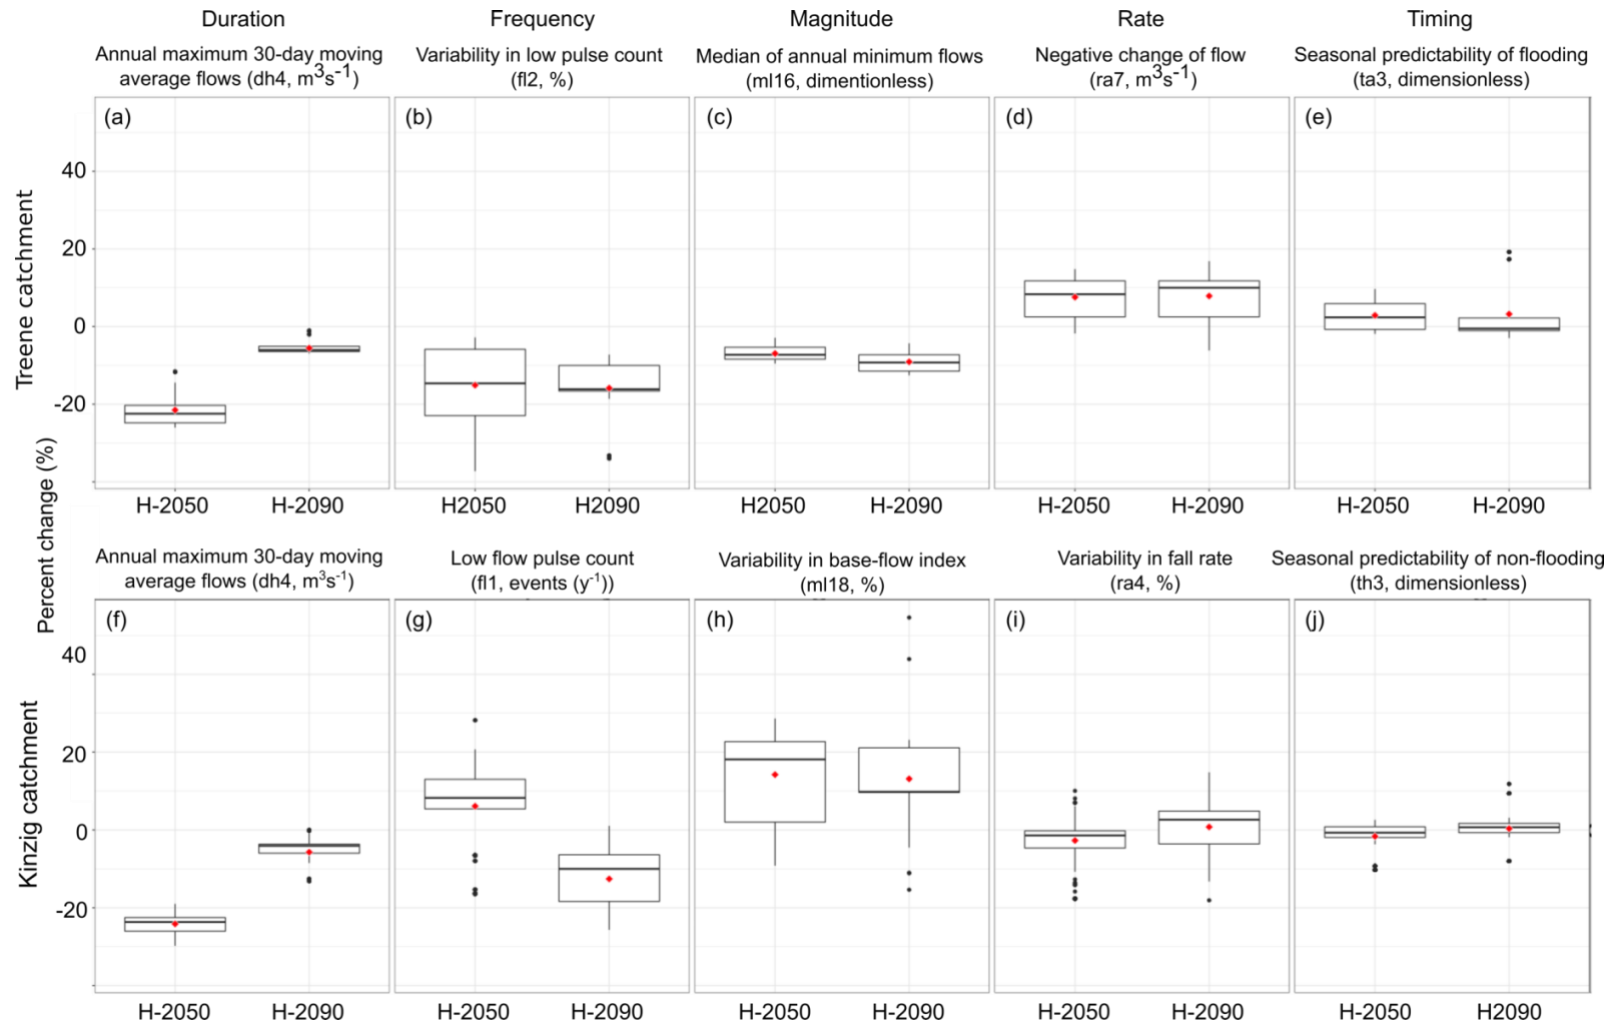 Duration
Frequency
Magnitude
Rate
Timing
Annual maximum 30-day moving
average flows (dh4, m³s⁻¹)
Variability in low pulse count
(fl2, %)
Median of annual minimum flows
(ml16, dimentionless)
Negative change of flow
(ra7, m³s⁻¹)
Seasonal predictability of flooding
(ta3, dimensionless)
(a)
(b)
(c)
(d)
(e)
Treene catchment
40
20
0
-20
H-2050
H-2090
H2050
H2090
H2050
H-2090
H-2050
H-2090
H-2050
H-2090
Percent change (%)
Annual maximum 30-day moving
average flows (dh4, m³s⁻¹)
Low flow pulse count
(fl1, events (y⁻¹))
Variability in base-flow index
(ml18, %)
Variability in fall rate
(ra4, %)
Seasonal predictability of non-flooding
(th3, dimensionless)
(f)
(g)
(h)
(i)
(j)
Kinzig catchment
40
20
0
-20
H-2050
H-2090
H-2050
H-2090
H-2050
H-2090
H-2050
H-2090
H-2050
H2090